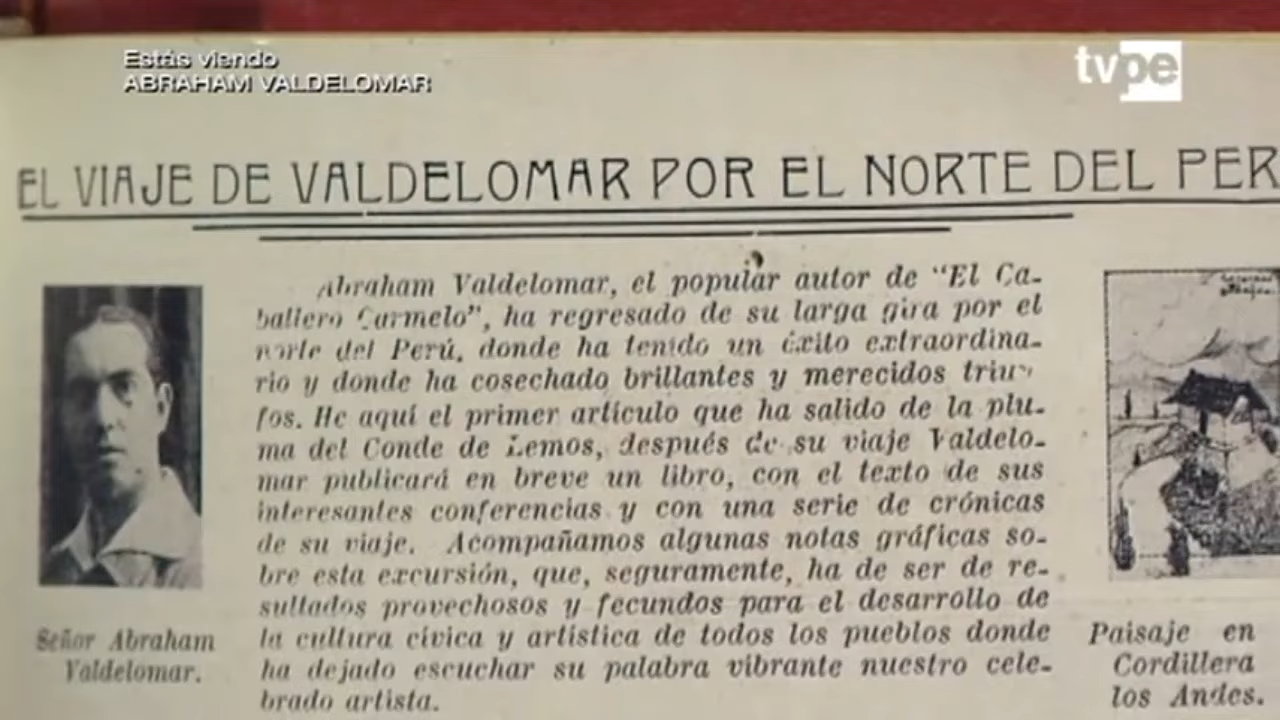 Estás viendo
ABRAHAM VALDELOMAR
tvpe
EL VIAJE DE VALDELOMAR POR EL NORTE DEL PER
Abraham Valdelomar, el popular autor de "El Ca-
ballero Carmelo", ha regresado de su larga gira por el
norte del Perú, donde ha tenido un éxito extraordina-
rio y donde ha cosechado brillantes y merecidos triun-
fos. He aquí el primer artículo que ha salido de la plu-
ma del Conde de Lemos, después de su viaje Valdelo-
mar publicará en breve un libro, con el texto de sus
interesantes conferencias y con una serie de crónicas
de su viaje. Acompañamos algunas notas gráficas so-
bre esta excursión, que, seguramente, ha de ser de re-
sultados provechosos y fecundos para el desarrollo de
la cultura cívica y artística de todos los pueblos donde
ha dejado escuchar su palabra vibrante nuestro cele-
brado artista.
Señor Abraham
Valdelomar.
Paisaje en
Cordillera
los Andes.